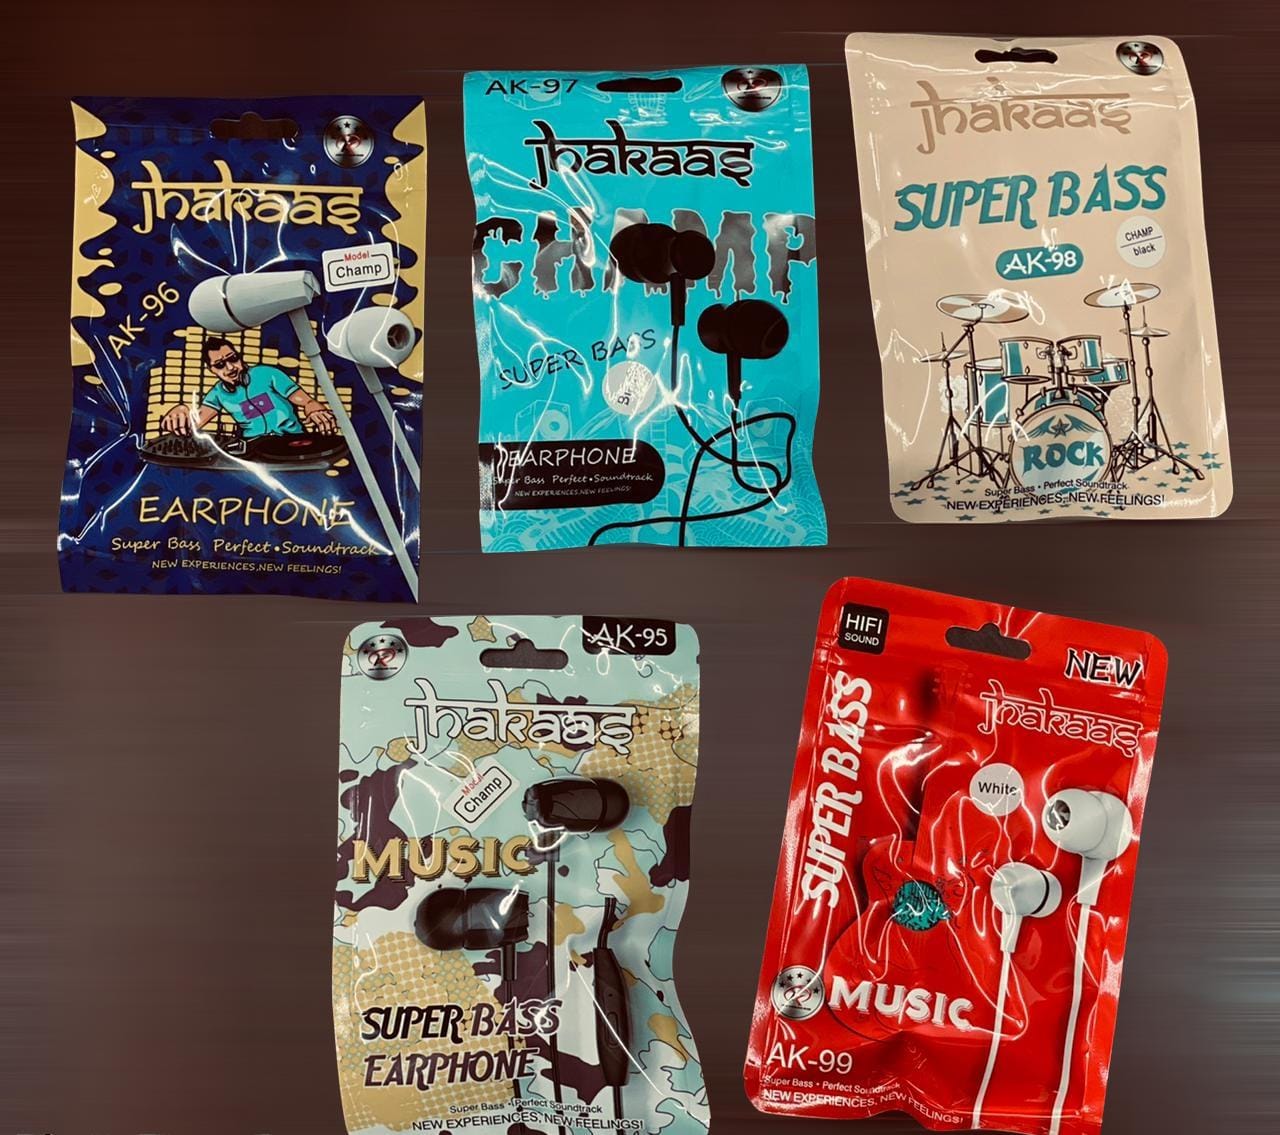 jhakaas
Model
Champ
AK-96
EARPHONE
Super Bass Perfect•Soundtrack
NEW EXPERIENCES,NEW FEELINGS!
AK-97
jhakaas
CHAMP
SUPER BASS
EARPHONE
Super Bass Perfect•Soundtrack
NEW EXPERIENCES,NEW FEELINGS!
jhakaas
SUPER BASS
CHAMP
black
AK-98
ROCK
Super Bass • Perfect Soundtrack
NEW EXPERIENCES,NEW FEELINGS!
AK-95
R
jhakaas
Model
Champ
MUSIC
SUPER BASS
EARPHONE
Super Bass • Perfect Soundtrack
NEW EXPERIENCES,NEW FEELINGS!
HIFI
SOUND
NEW
jhakaas
SUPER BASS
White
MUSIC
AK-99
Super Bass • Perfect Soundtrack
NEW EXPERIENCES,NEW FEELINGS!